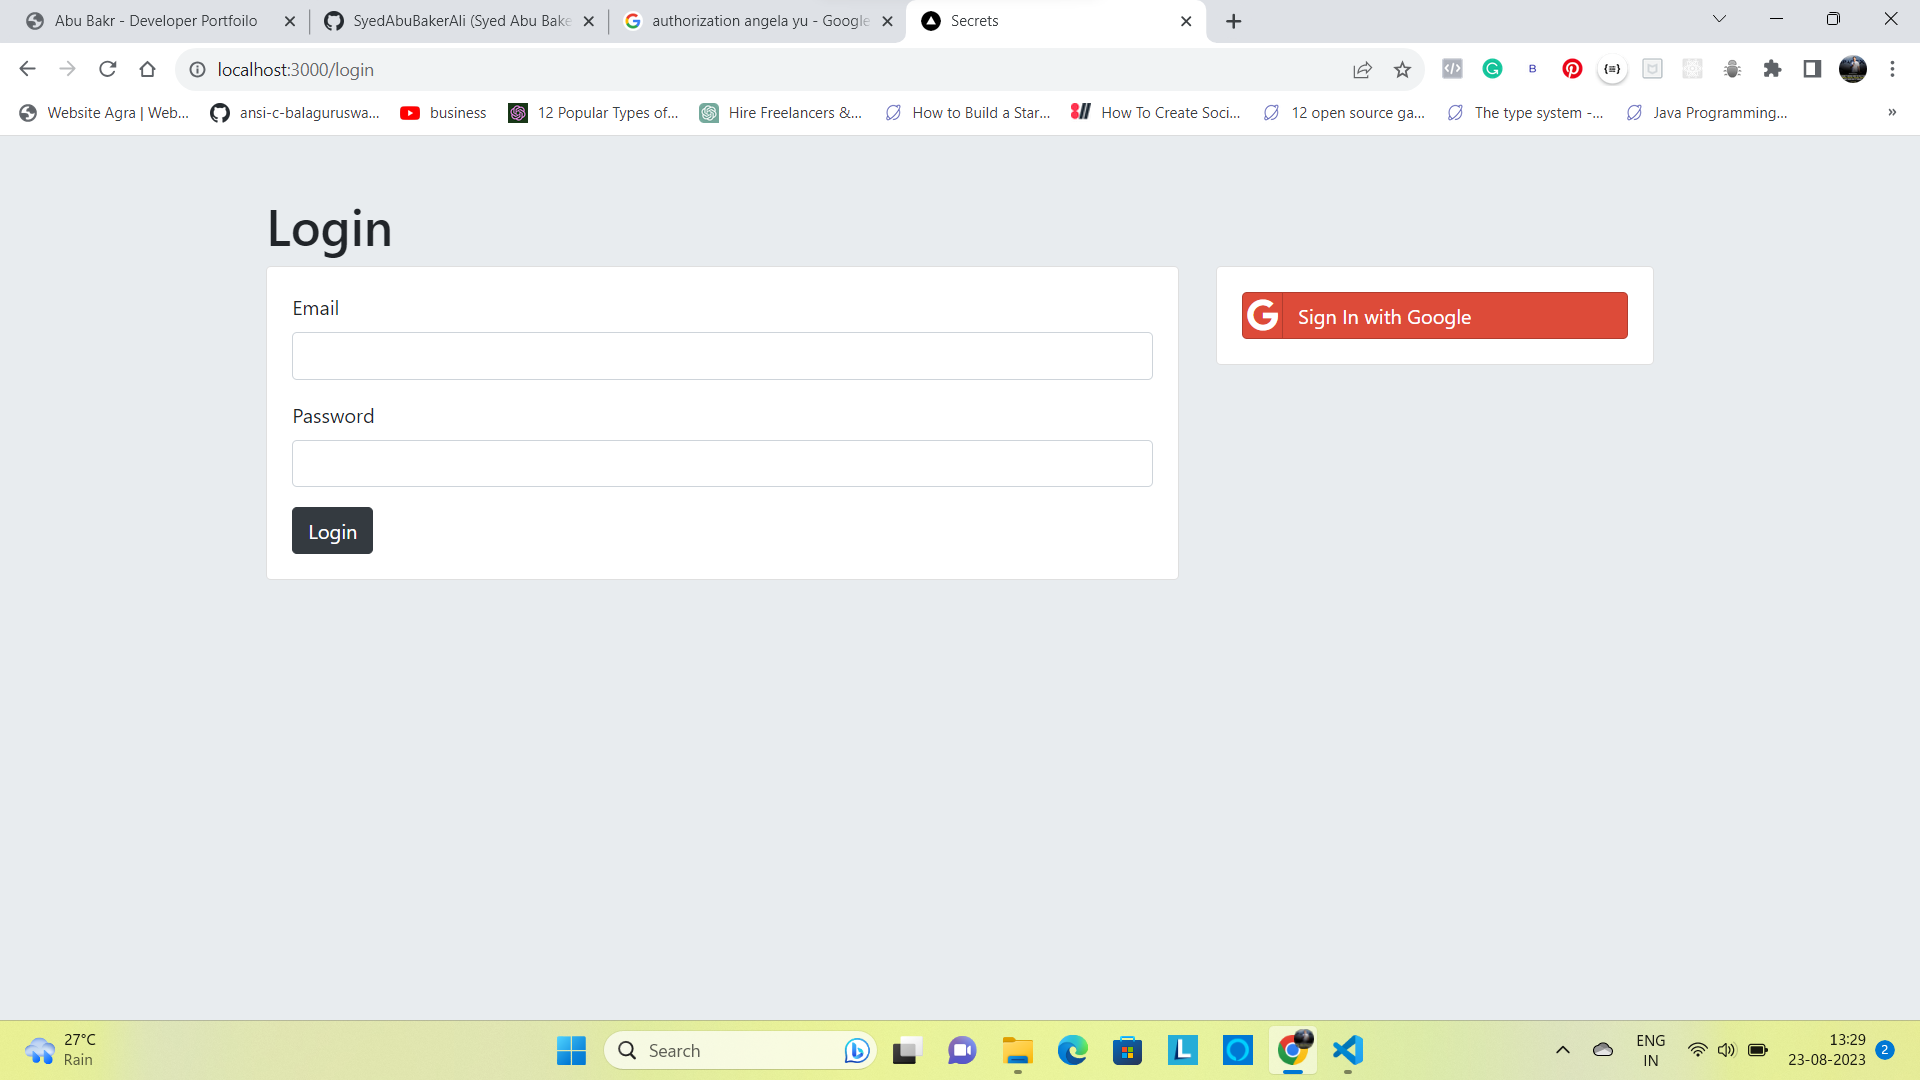 Abu Bakr - Developer Portfoilo
SyedAbuBakerAli (Syed Abu Bake
authorization angela yu - Google
Secrets
localhost:3000/login
Website Agra | Web...
ansi-c-balaguruswa...
business
12 Popular Types of...
Hire Freelancers &...
How to Build a Star...
How To Create Soci...
12 open source ga...
The type system -...
Java Programming...
»
Login
Email
Password
Login
Sign In with Google
27°C
Rain
Search
ENG
IN
13:29
23-08-2023
2